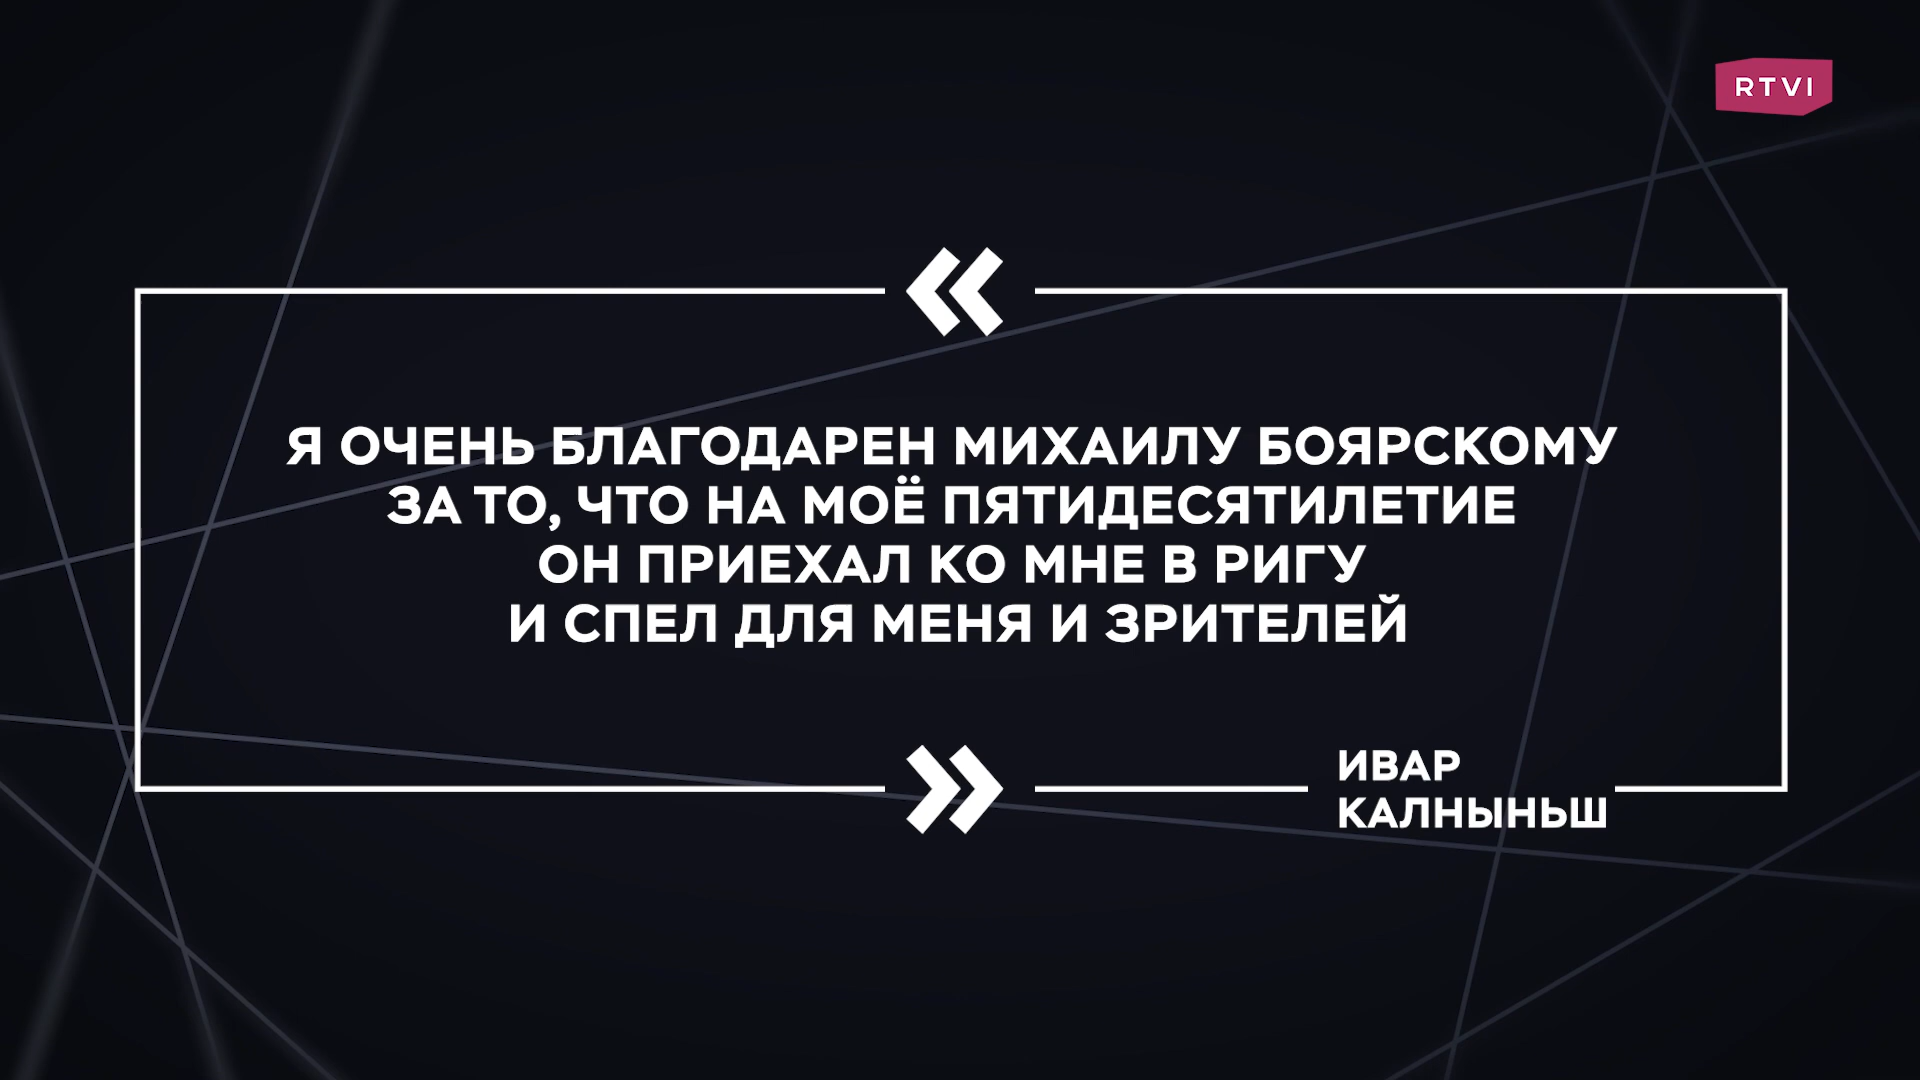 RTVI
«
Я ОЧЕНЬ БЛАГОДАРЕН МИХАИЛУ БОЯРСКОМУ
ЗА ТО, ЧТО НА МОЁ ПЯТИДЕСЯТИЛЕТИЕ
ОН ПРИЕХАЛ КО МНЕ В РИГУ
И СПЕЛ ДЛЯ МЕНЯ И ЗРИТЕЛЕЙ
»
ИВАР
КАЛНЫНЬШ